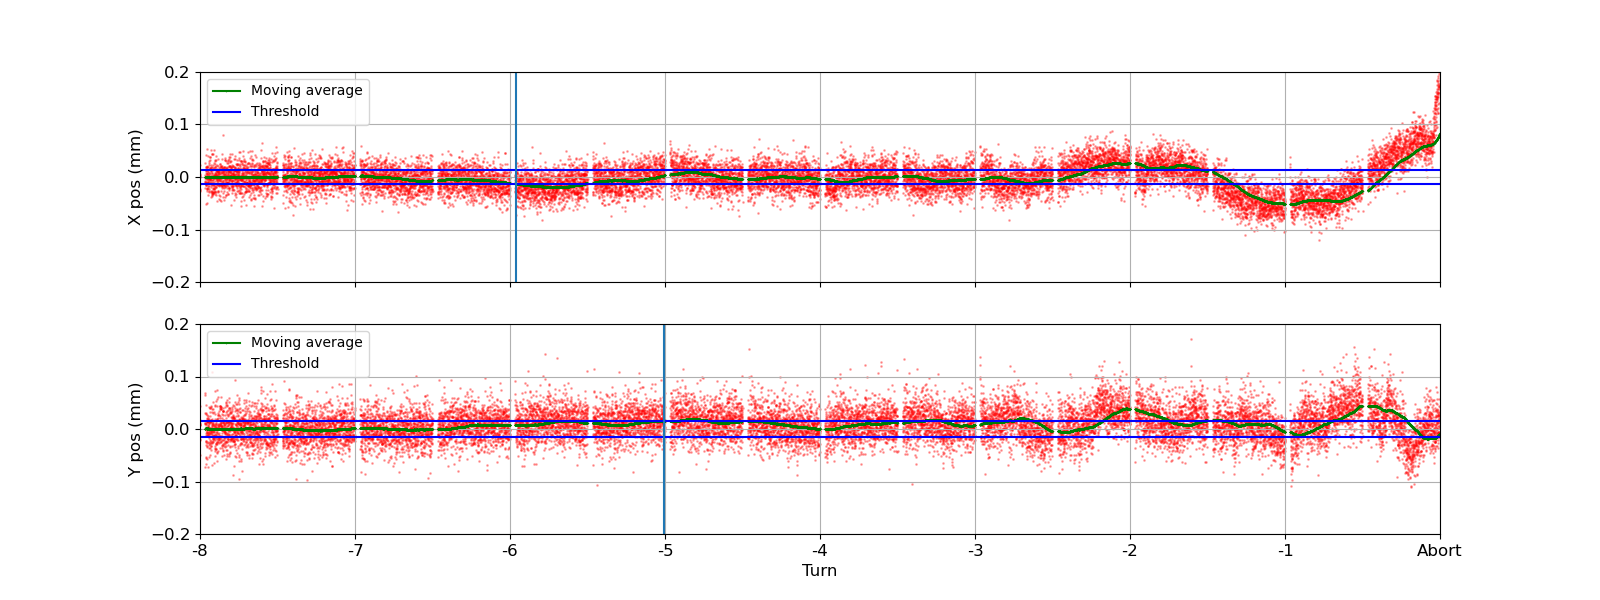 0.2
0.1
0.0
−0.1
−0.2
X pos (mm)
Moving average
Threshold
0.2
0.1
0.0
−0.1
−0.2
Y pos (mm)
Moving average
Threshold
-8 -7 -6 -5 -4 -3 -2 -1 Abort
Turn